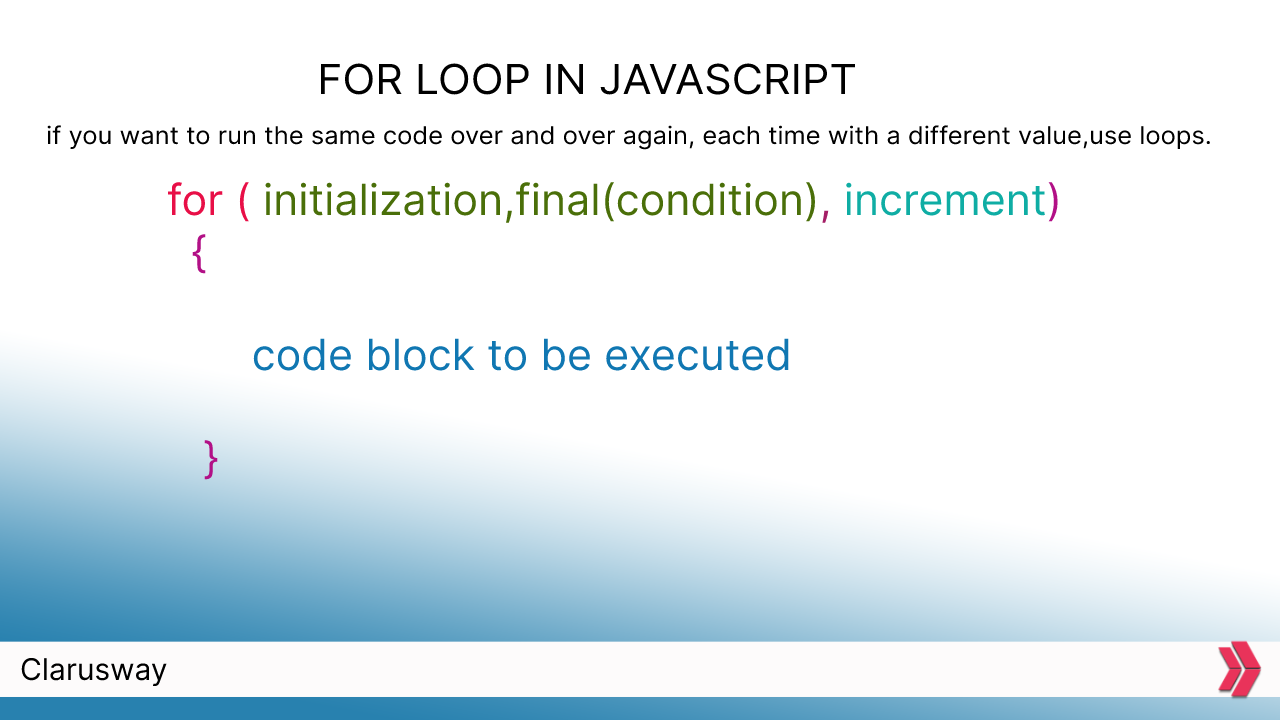 FOR LOOP IN JAVASCRIPT
if you want to run the same code over and over again, each time with a different value,use loops.
for ( initialization,final(condition), increment)
{
code block to be executed
}
Clarusway